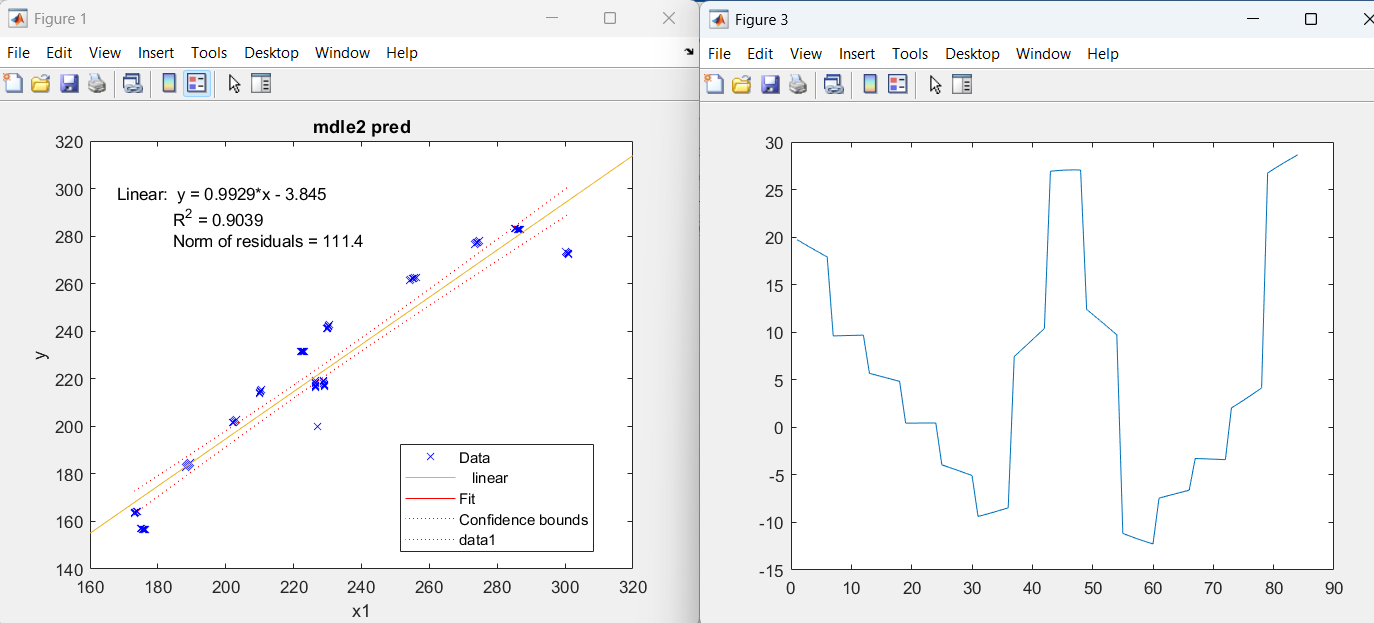 Figure 1
File Edit View Insert Tools Desktop Window Help
mdle2 pred
320
300
280
260
240
220
200
180
160
140
y
Linear: y = 0.9929*x - 3.845
R2 = 0.9039
Norm of residuals = 111.4
Data
linear
Fit
Confidence bounds
data1
160 180 200 220 240 260 280 300 320
x1
Figure 3
File Edit View Insert Tools Desktop Window Help
30
25
20
15
10
5
0
-5
-10
-15
0 10 20 30 40 50 60 70 80 90